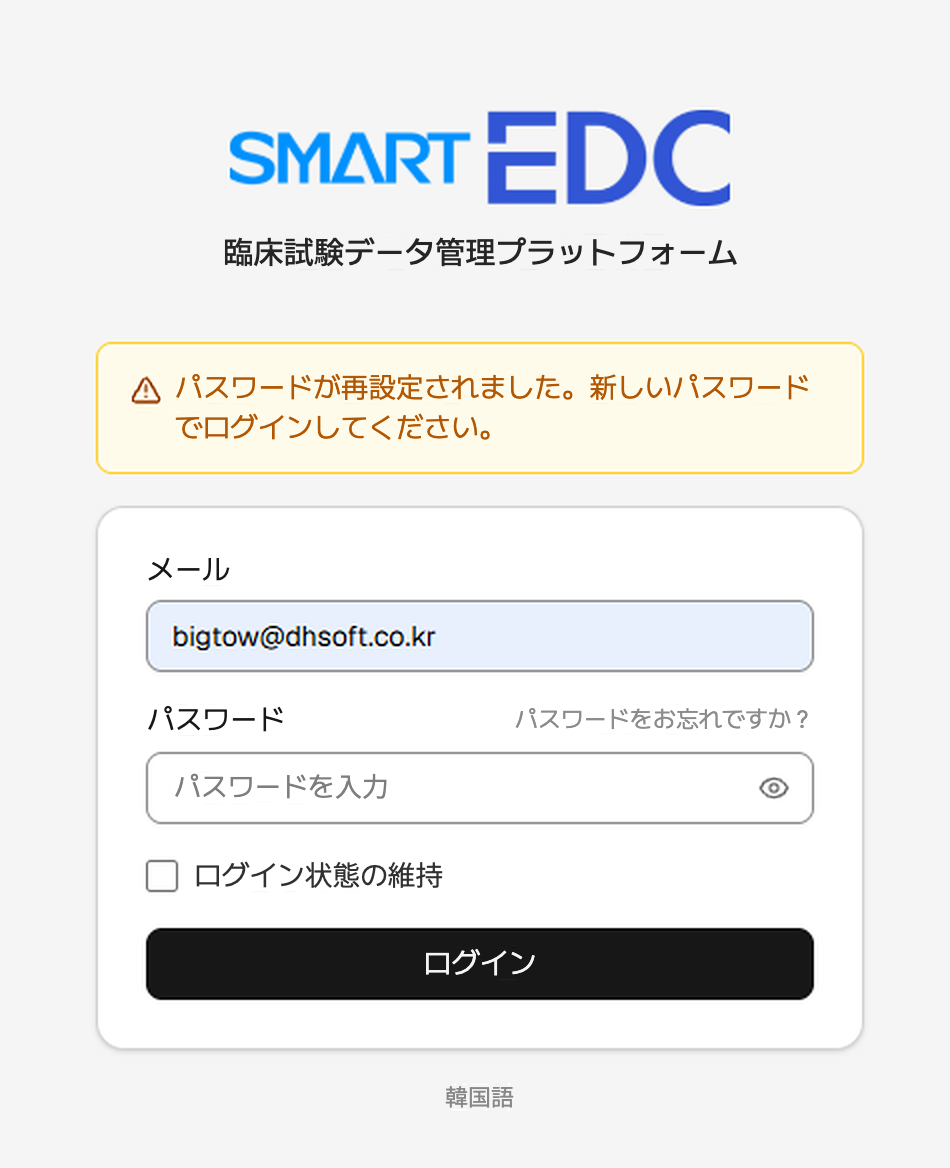 SMART EDC
臨床試験データ管理プラットフォーム
パスワードが再設定されました。新しいパスワード
でログインしてください。
メール
bigtow@dhsoft.co.kr
パスワード
パスワードをお忘れですか？
パスワードを入力
ログイン状態の維持
ログイン
韓国語